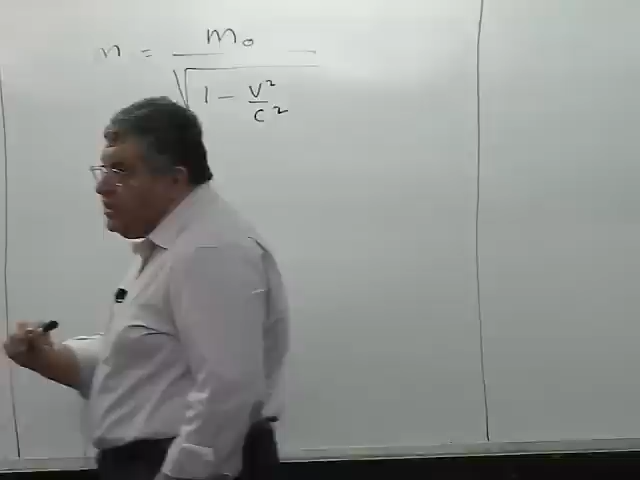 m = m₀ / √(1 - v²/c²)